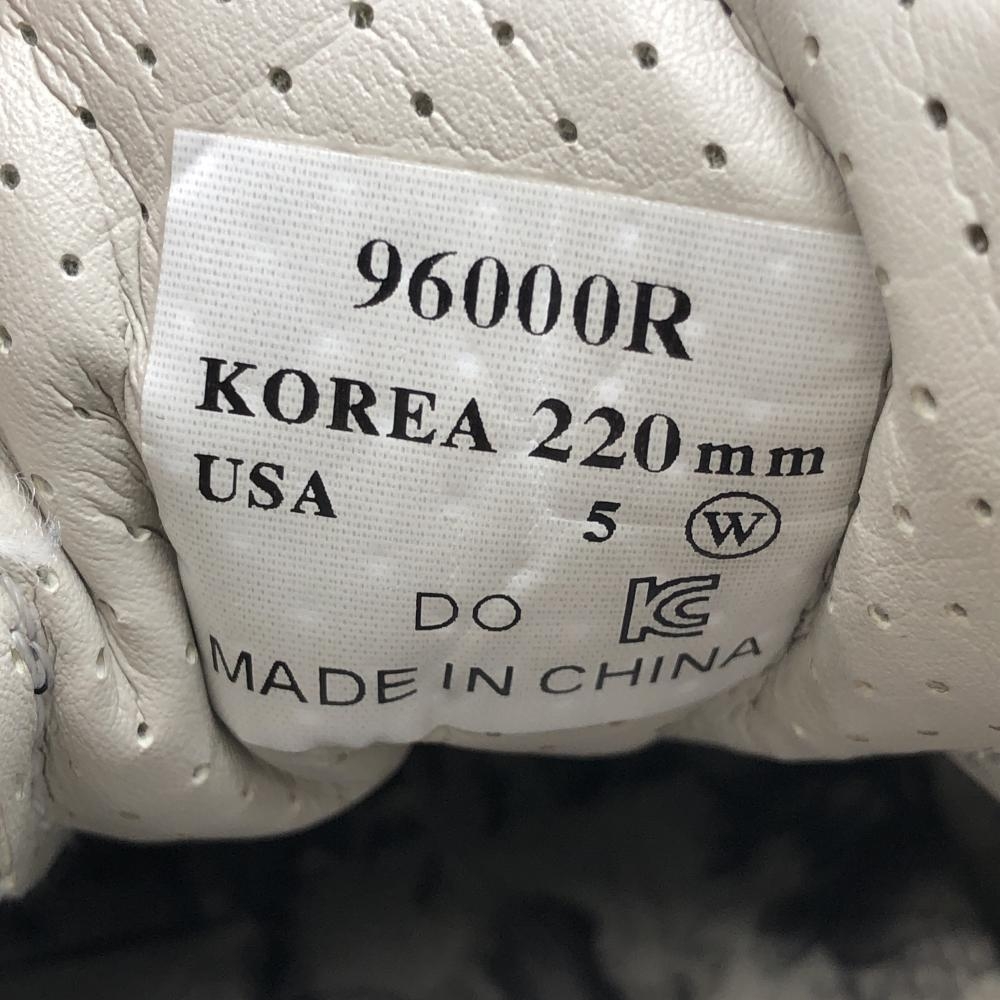 96000R
KOREA 220mm
USA 5 W
DO KC
MADE IN CHINA